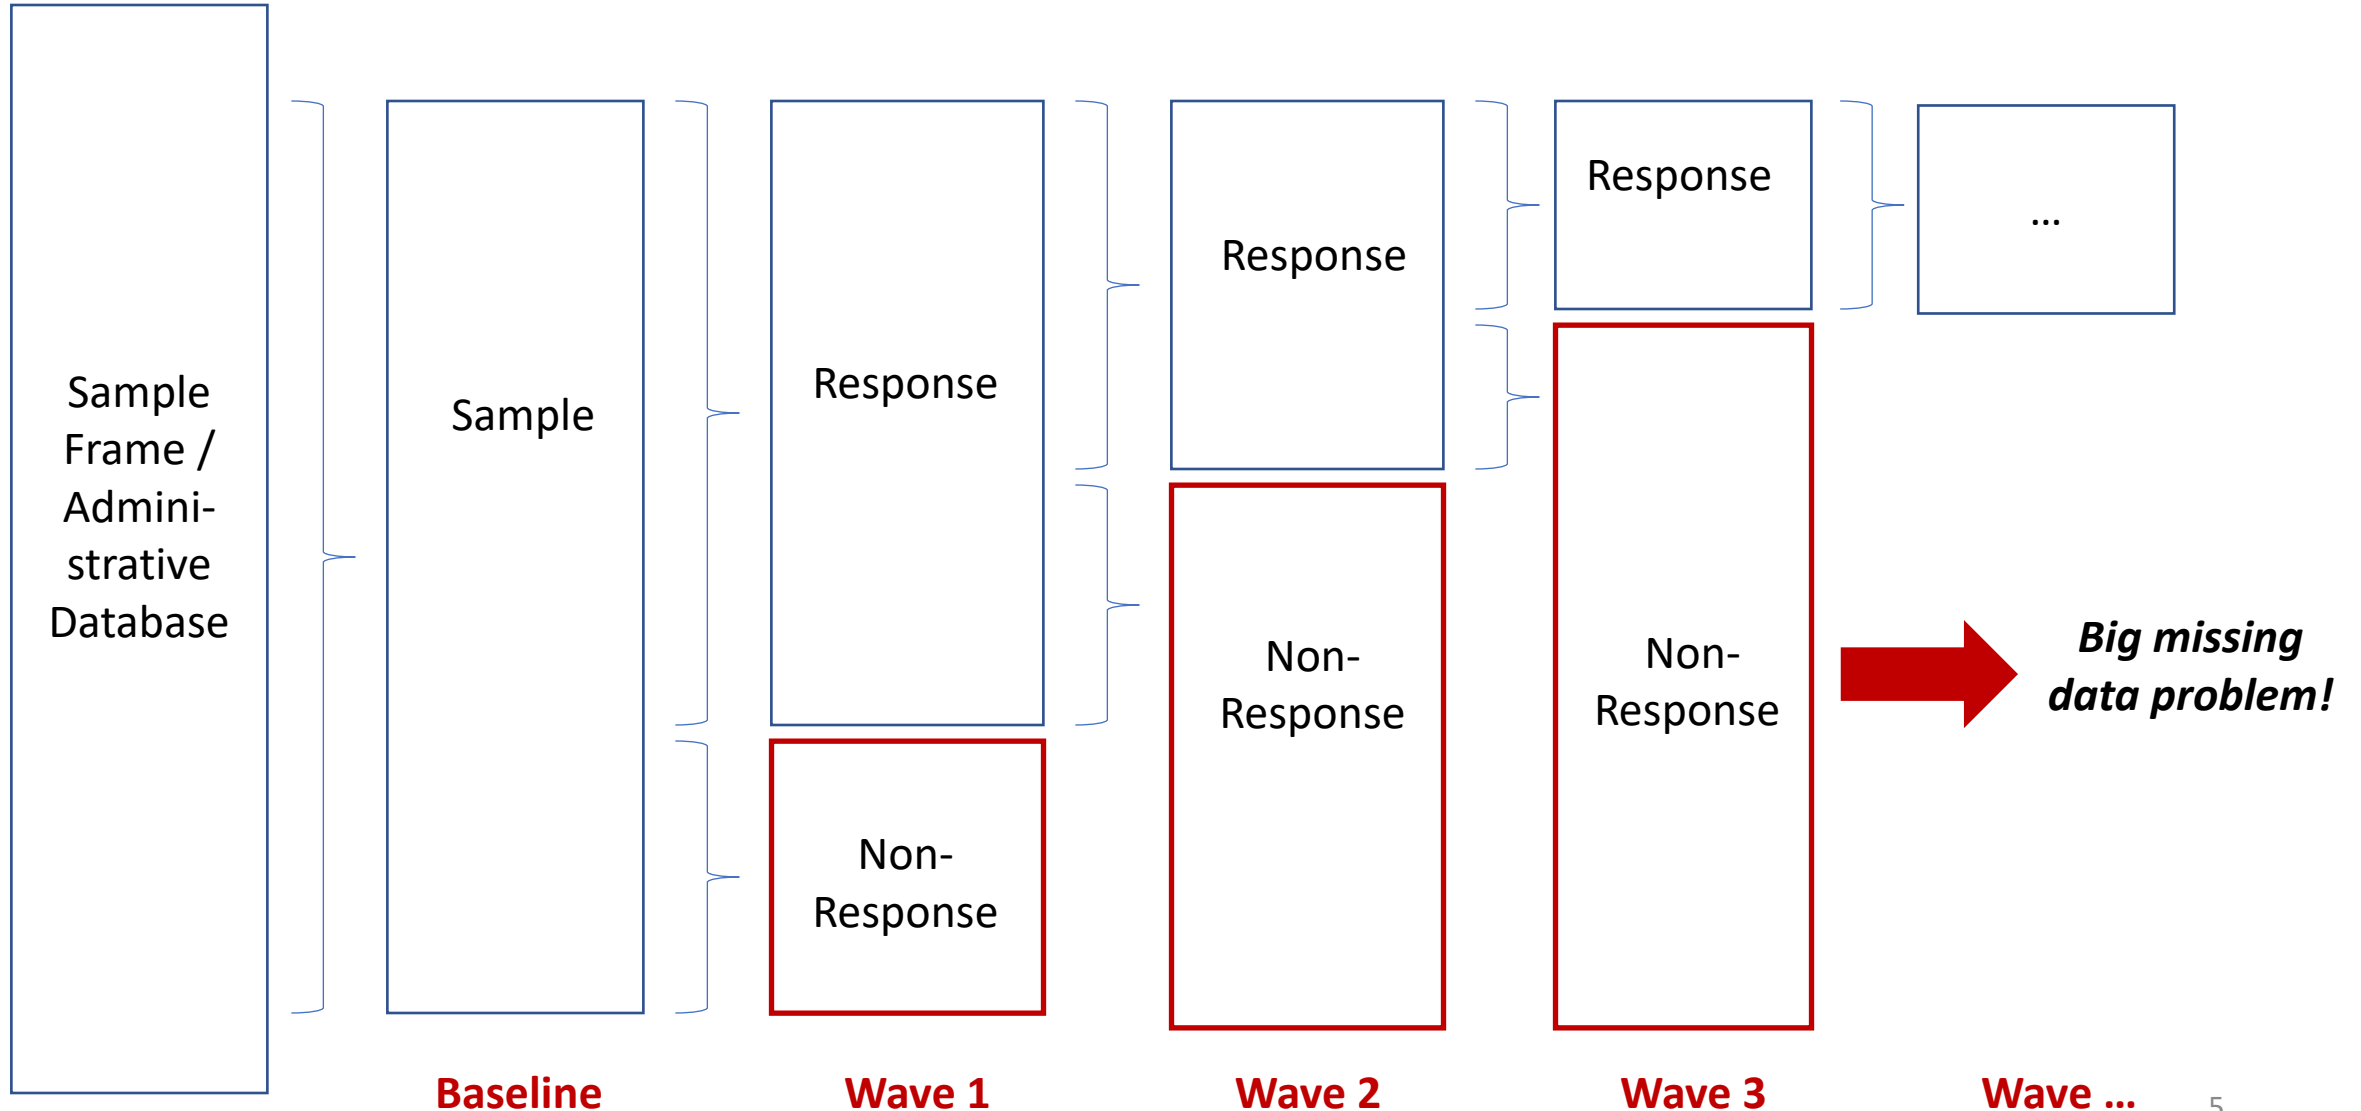 Sample
Frame /
Admini-
strative
Database
Sample
Response
Non-
Response
Response
Non-
Response
Response
Non-
Response
...
Big missing
data problem!
Baseline
Wave 1
Wave 2
Wave 3
Wave ...
5